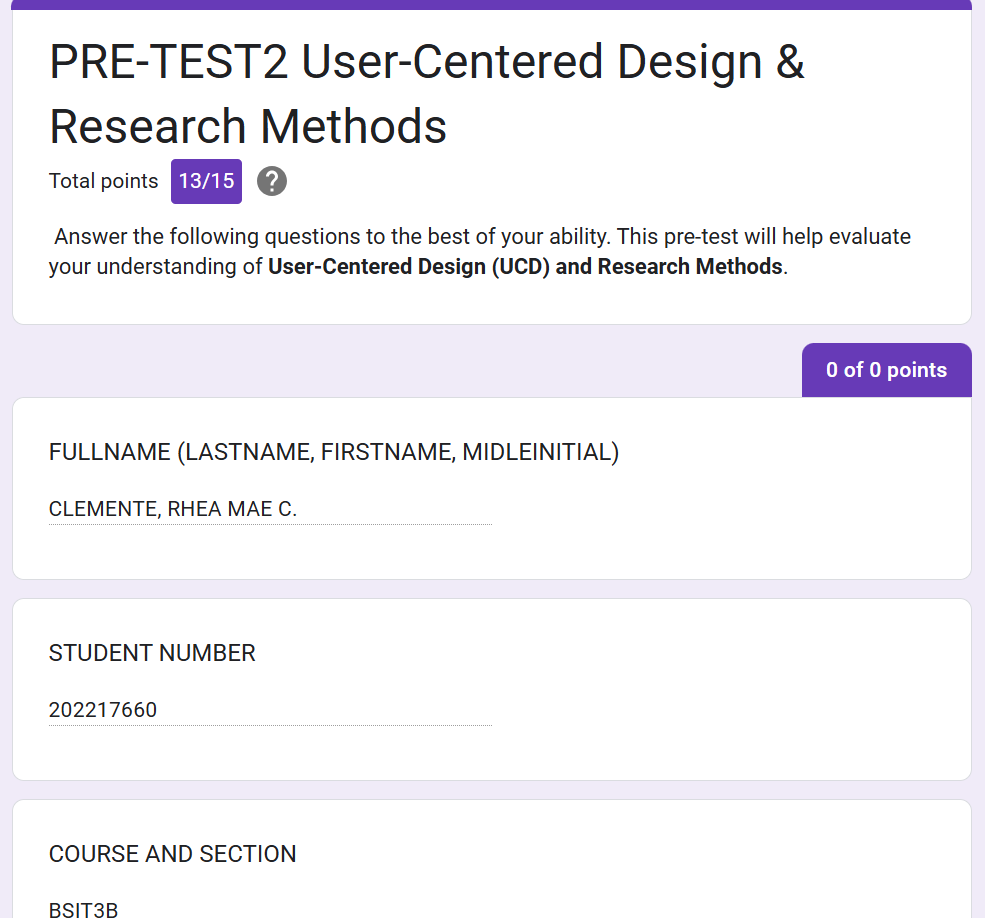 PRE-TEST2 User-Centered Design &
Research Methods
Total points 13/15 ?
Answer the following questions to the best of your ability. This pre-test will help evaluate
your understanding of User-Centered Design (UCD) and Research Methods.
0 of 0 points
FULLNAME (LASTNAME, FIRSTNAME, MIDLEINITIAL)
CLEMENTE, RHEA MAE C.
STUDENT NUMBER
202217660
COURSE AND SECTION
BSIT3B